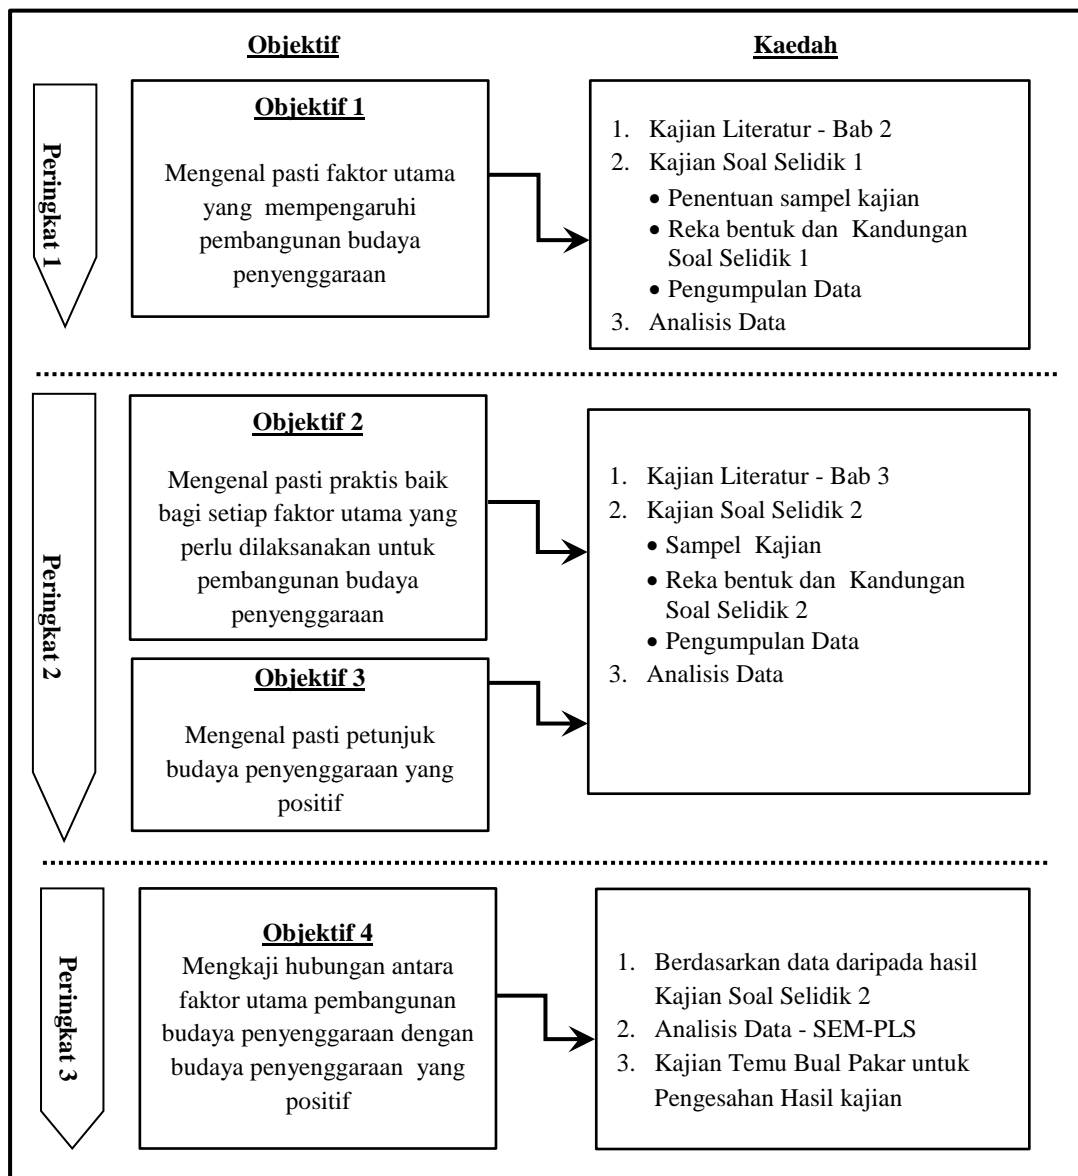 Objektif
Kaedah
Peringkat 1
Objektif 1
Mengenal pasti faktor utama
yang mempengaruhi
pembangunan budaya
penyenggaraan
1. Kajian Literatur - Bab 2
2. Kajian Soal Selidik 1
• Penentuan sampel kajian
• Reka bentuk dan Kandungan
Soal Selidik 1
• Pengumpulan Data
3. Analisis Data
Peringkat 2
Objektif 2
Mengenal pasti praktis baik
bagi setiap faktor utama yang
perlu dilaksanakan untuk
pembangunan budaya
penyenggaraan
Objektif 3
Mengenal pasti petunjuk
budaya penyenggaraan yang
positif
1. Kajian Literatur - Bab 3
2. Kajian Soal Selidik 2
• Sampel Kajian
• Reka bentuk dan Kandungan
Soal Selidik 2
• Pengumpulan Data
3. Analisis Data
Peringkat 3
Objektif 4
Mengkaji hubungan antara
faktor utama pembangunan
budaya penyenggaraan dengan
budaya penyenggaraan yang
positif
1. Berdasarkan data daripada hasil
Kajian Soal Selidik 2
2. Analisis Data - SEM-PLS
3. Kajian Temu Bual Pakar untuk
Pengesahan Hasil kajian